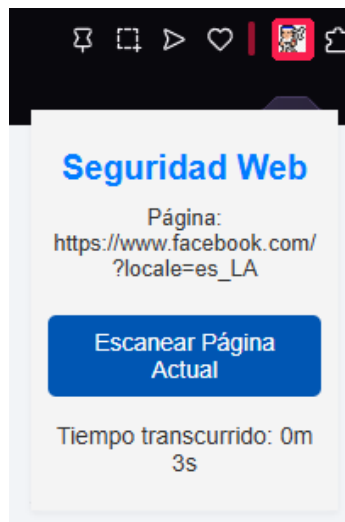 Seguridad Web
Página:
https://www.facebook.com/
?locale=es_LA
Escanear Página
Actual
Tiempo transcurrido: 0m
3s